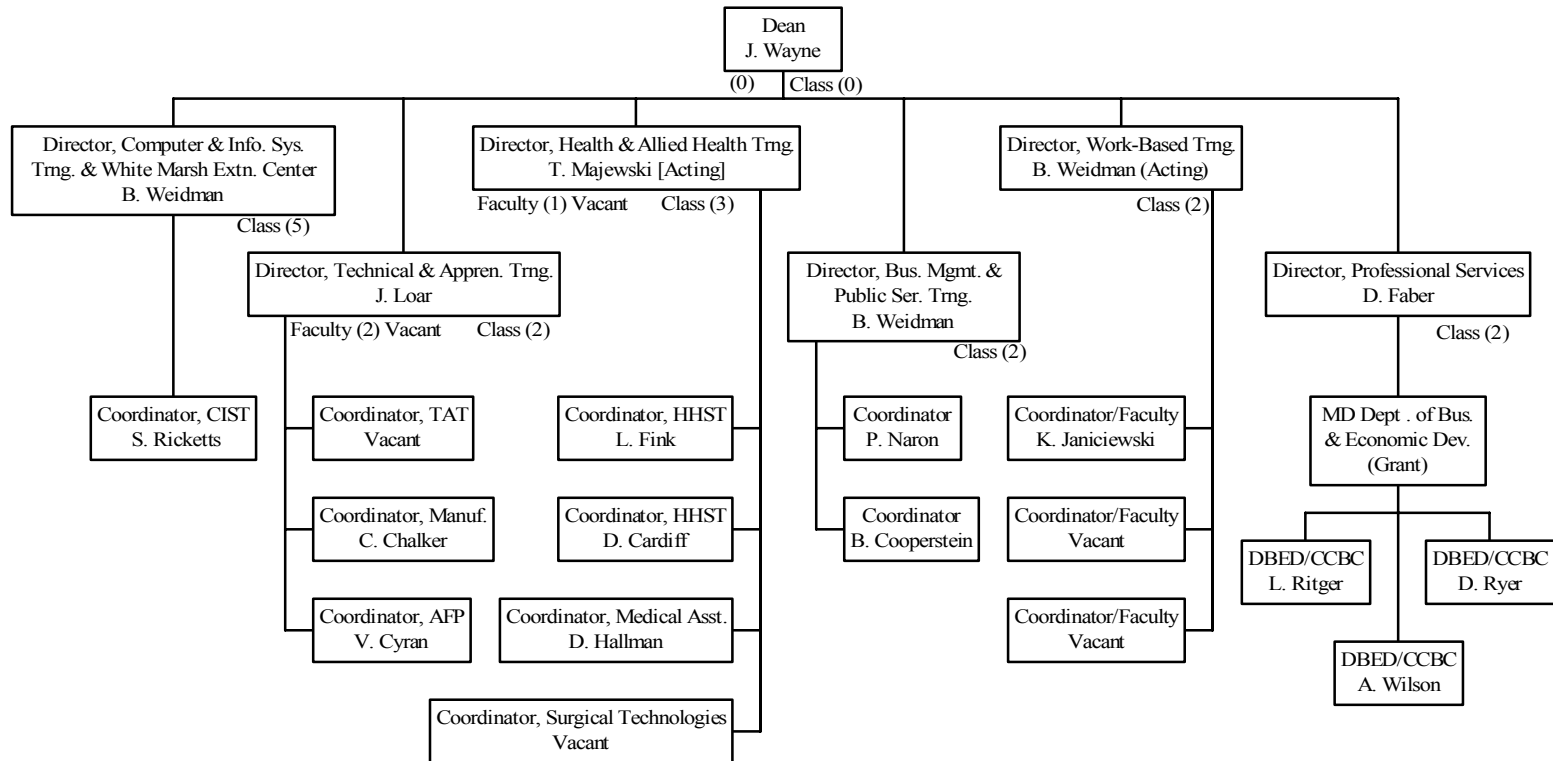 Dean
J. Wayne
(0) Class (0)
Director, Computer & Info. Sys.
Trng. & White Marsh Extn. Center
B. Weidman
Class (5)
Director, Health & Allied Health Trng.
T. Majewski [Acting]
Faculty (1) Vacant Class (3)
Director, Work-Based Trng.
B. Weidman (Acting)
Class (2)
Director, Technical & Appren. Trng.
J. Loar
Faculty (2) Vacant Class (2)
Director, Bus. Mgmt. &
Public Ser. Trng.
B. Weidman
Class (2)
Director, Professional Services
D. Faber
Class (2)
Coordinator, CIST
S. Ricketts
Coordinator, TAT
Vacant
Coordinator, HHST
L. Fink
Coordinator
P. Naron
Coordinator/Faculty
K. Janiciewski
MD Dept . of Bus.
& Economic Dev.
(Grant)
Coordinator, Manuf.
C. Chalker
Coordinator, HHST
D. Cardiff
Coordinator
B. Cooperstein
Coordinator/Faculty
Vacant
DBED/CCBC
L. Ritger
DBED/CCBC
D. Ryer
Coordinator, AFP
V. Cyran
Coordinator, Medical Asst.
D. Hallman
Coordinator/Faculty
Vacant
DBED/CCBC
A. Wilson
Coordinator, Surgical Technologies
Vacant